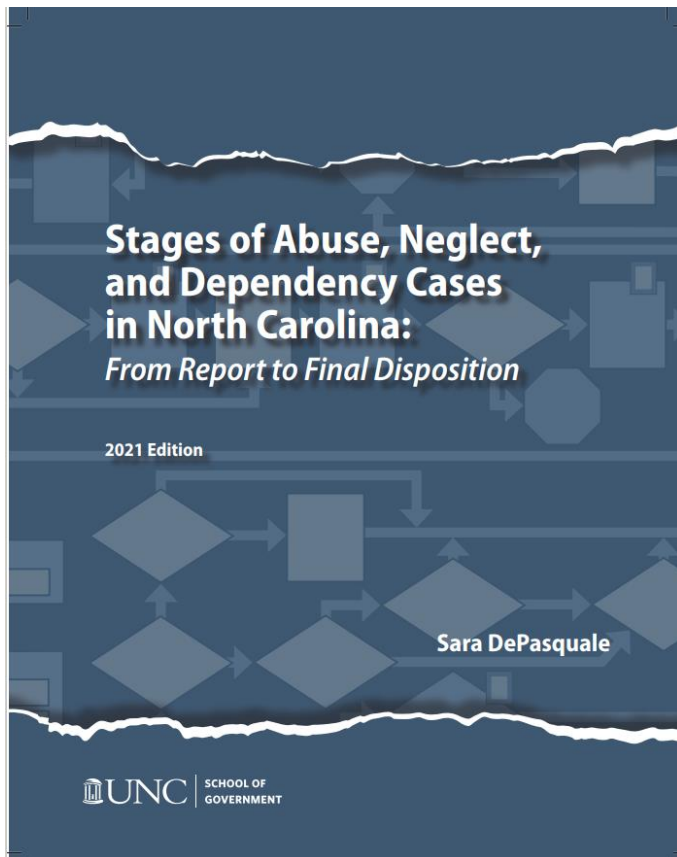 Stages of Abuse, Neglect,
and Dependency Cases
in North Carolina:
From Report to Final Disposition
2021 Edition
Sara DePasquale
UNC
SCHOOL OF
GOVERNMENT